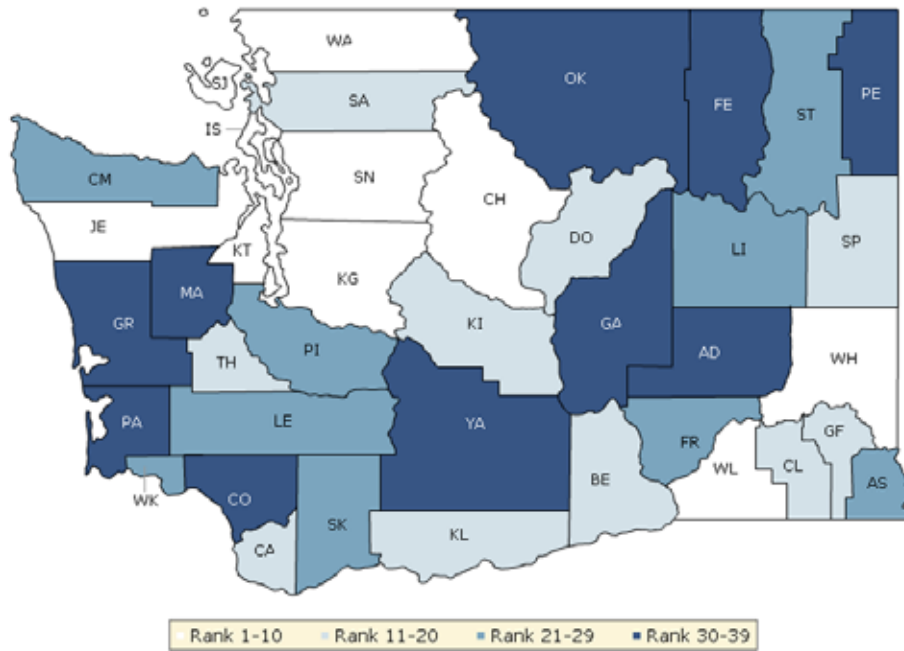 WA
OK
FE
ST
PE
SJ
SA
IS
CM
SN
CH
JE
KT
DO
LI
SP
KG
MA
GR
KI
GA
AD
TH
PI
WH
PA
LE
YA
FR
GF
WL
CL
BE
AS
WK
CO
SK
KL
CA
Rank 1-10 Rank 11-20 Rank 21-29 Rank 30-39